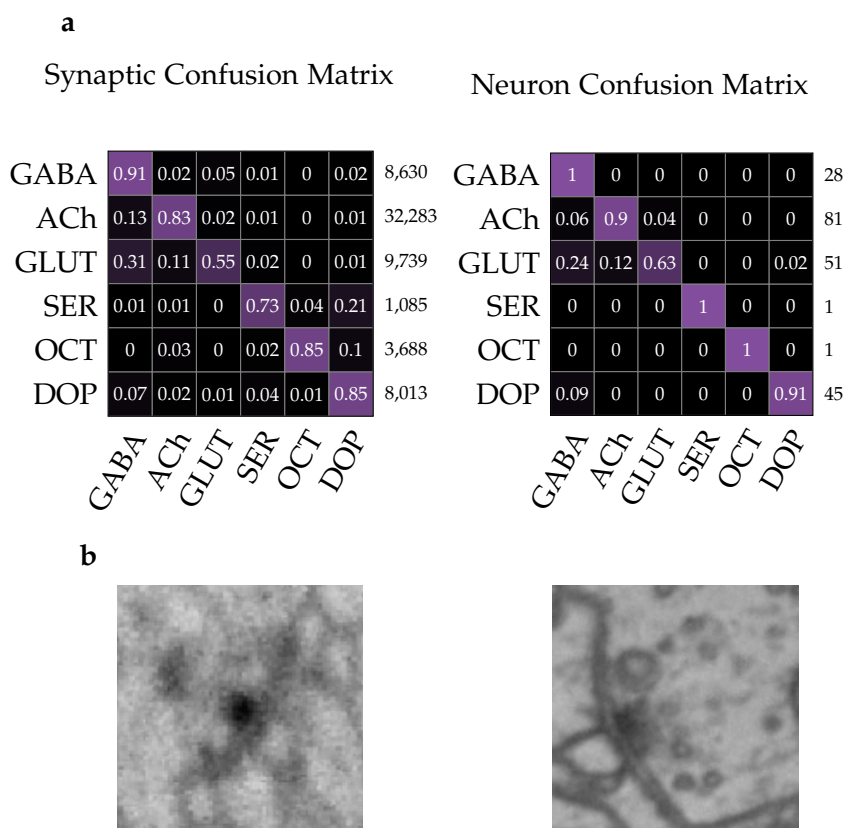 a
Synaptic Confusion Matrix
GABA 0.91 0.02 0.05 0.01 0 0.02 8,630
ACh 0.13 0.83 0.02 0.01 0 0.01 32,283
GLUT 0.31 0.11 0.55 0.02 0 0.01 9,739
SER 0.01 0.01 0 0.73 0.04 0.21 1,085
OCT 0 0.03 0 0.02 0.85 0.1 3,688
DOP 0.07 0.02 0.01 0.04 0.01 0.85 8,013
GABA ACh GLUT SER OCT DOP
Neuron Confusion Matrix
GABA 1 0 0 0 0 0 28
ACh 0.06 0.9 0.04 0 0 0 81
GLUT 0.24 0.12 0.63 0 0 0.02 51
SER 0 0 0 1 0 0 1
OCT 0 0 0 0 1 0 1
DOP 0.09 0 0 0 0 0.91 45
GABA ACh GLUT SER OCT DOP
b